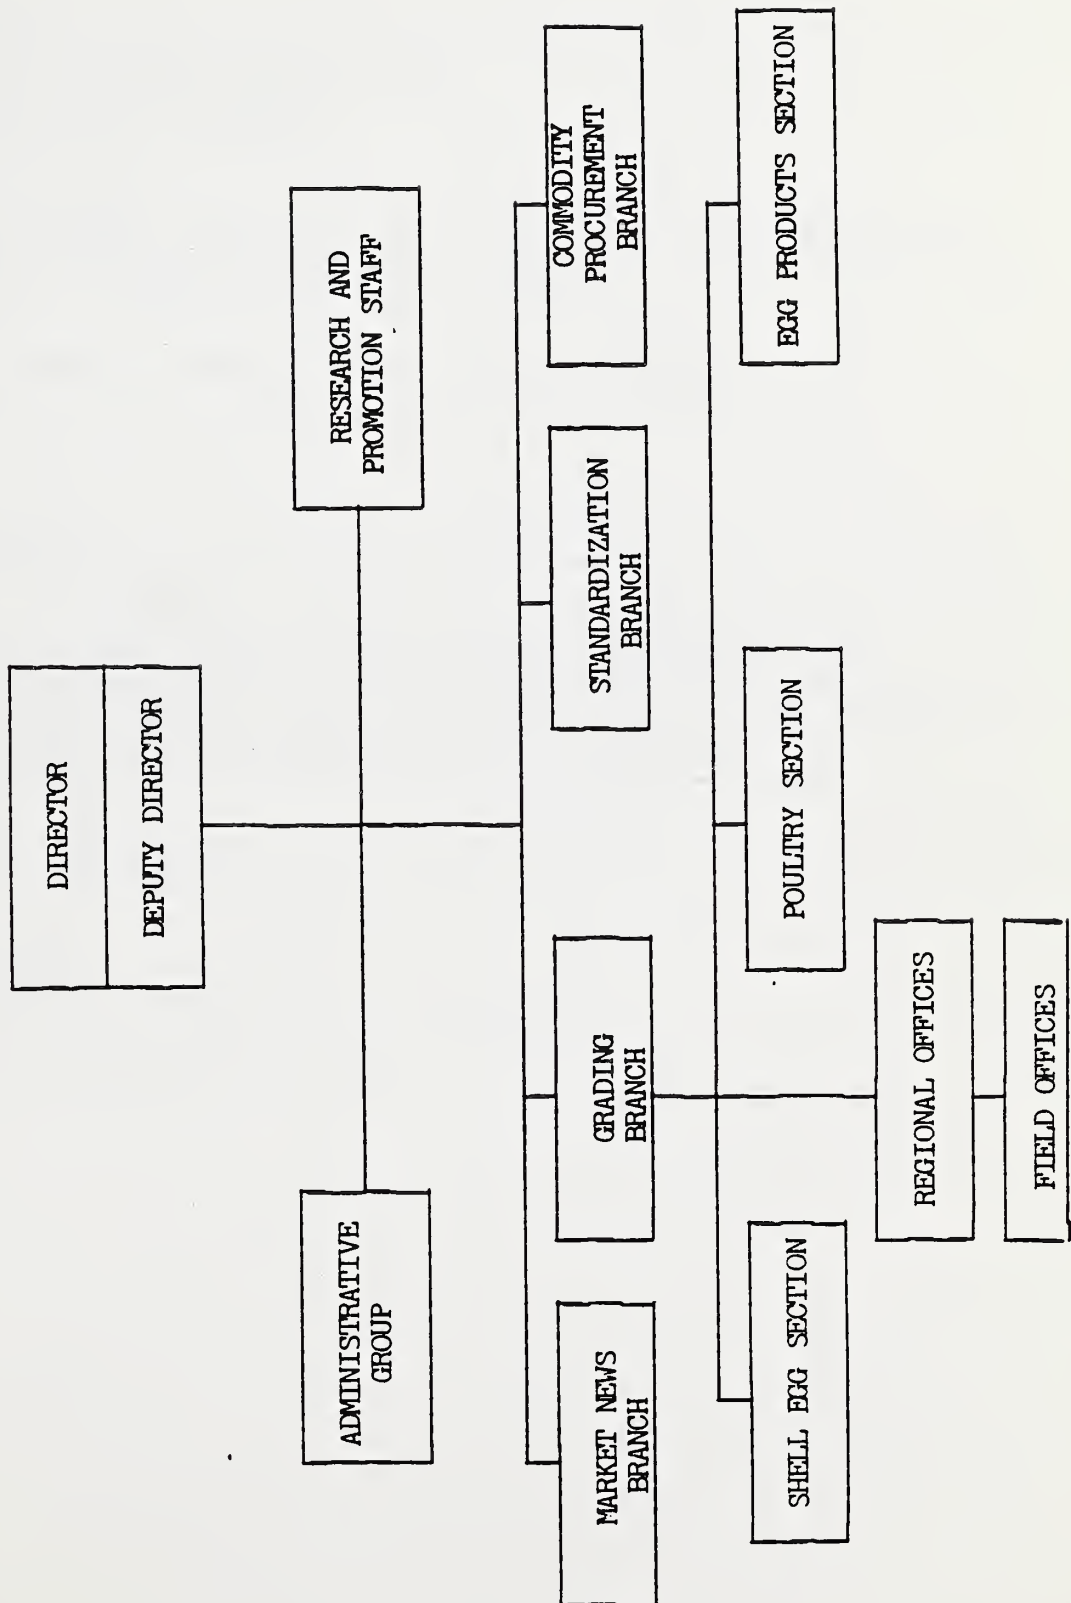 DIRECTOR
DEPUTY DIRECTOR
ADMINISTRATIVE
GROUP
RESEARCH AND
PROMOTION STAFF
MARKET NEWS
BRANCH
GRADING
BRANCH
STANDARDIZATION
BRANCH
COMMODITY
PROCUREMENT
BRANCH
SHELL EGG SECTION
POULTRY SECTION
EGG PRODUCTS SECTION
REGIONAL OFFICES
FIELD OFFICES